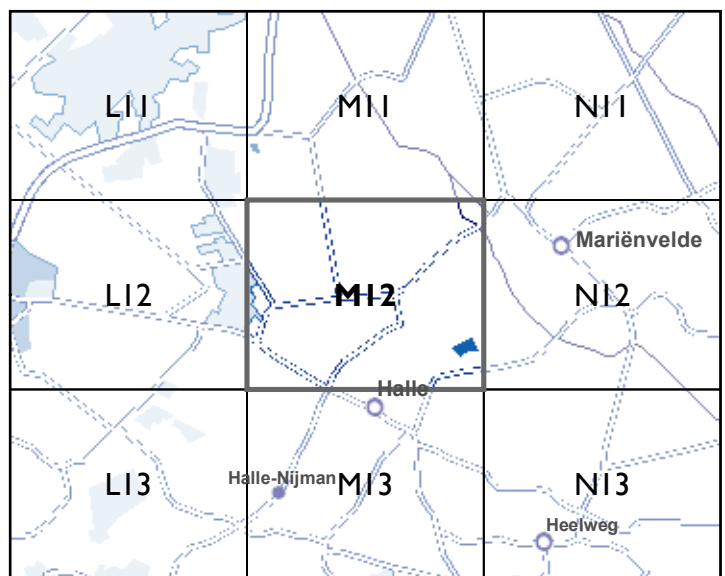 L11 M11 N11
Mariënvelde
L12 M12 N12
Halle
Halle-Nijman
L13 M13 N13
Heelweg